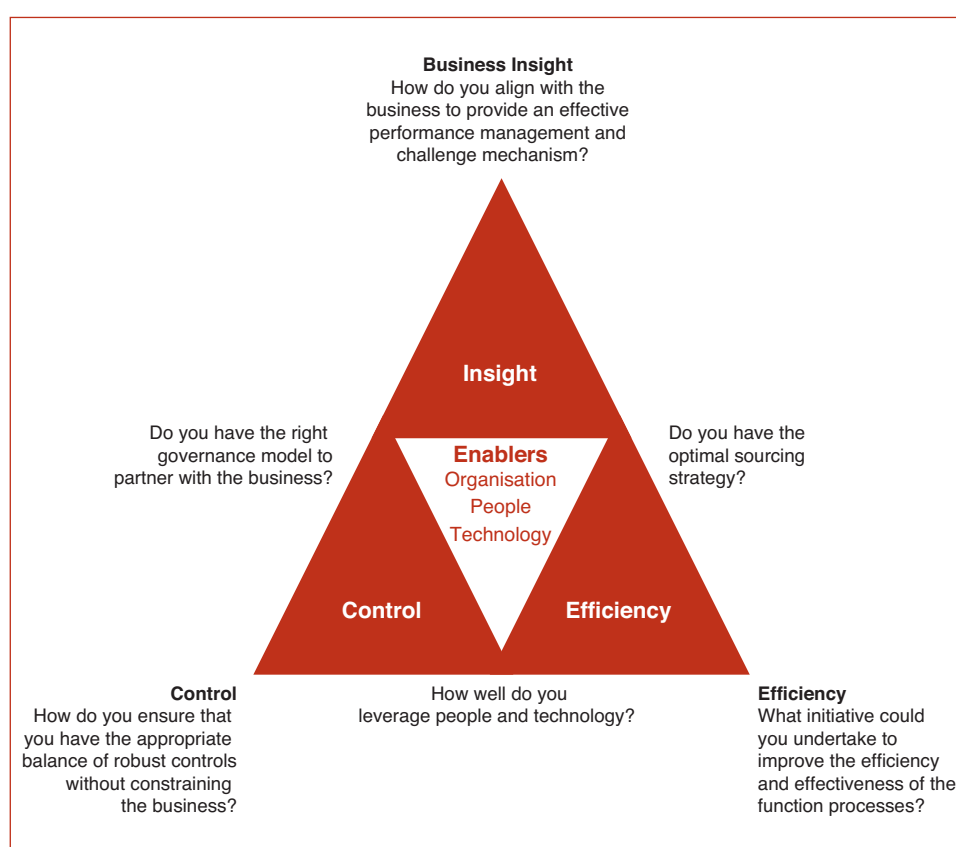 Business Insight
How do you align with the
business to provide an effective
performance management and
challenge mechanism?
Insight
Do you have the right
governance model to
partner with the business?
Enablers
Organisation
People
Technology
Do you have the
optimal sourcing
strategy?
Control
Efficiency
Control
How do you ensure that
you have the appropriate
balance of robust controls
without constraining
the business?
How well do you
leverage people and technology?
Efficiency
What initiative could
you undertake to
improve the efficiency
and effectiveness of the
function processes?